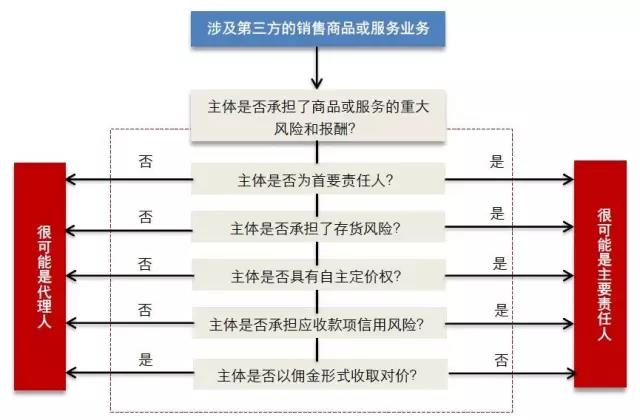 涉及第三方的销售商品或服务业务
主体是否承担了商品或服务的重大
风险和报酬?
否
主体是否为首要责任人?
是
否
主体是否承担了存货风险?
是
否
主体是否具有自主定价权?
是
否
主体是否承担应收款项信用风险?
是
是
主体是否以佣金形式收取对价?
否
很可能是代理人
很可能是主要责任人